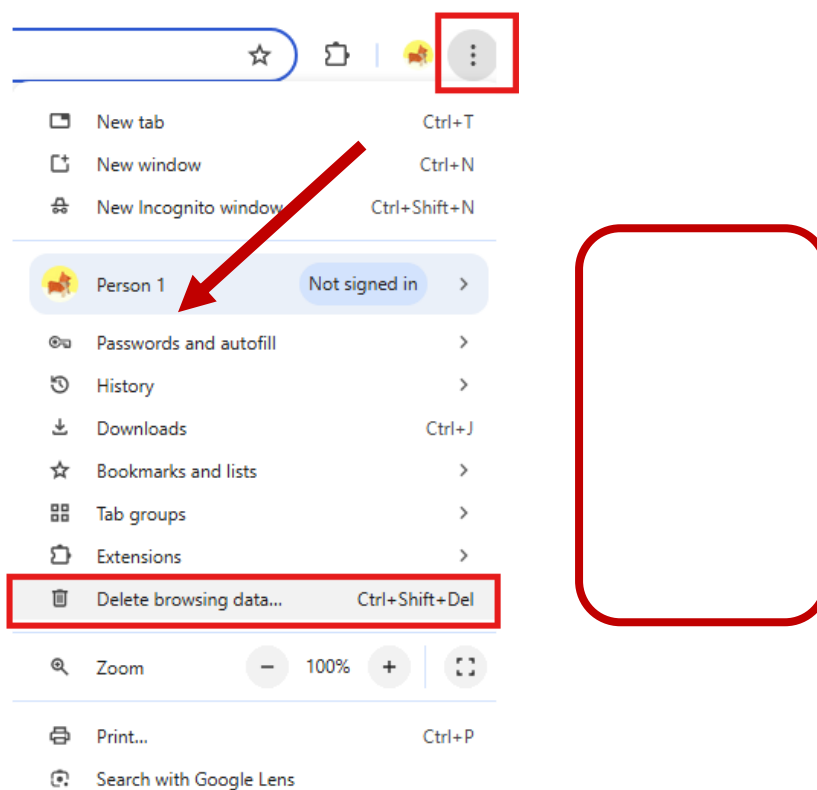 New tab Ctrl+T
New window Ctrl+N
New Incognito window Ctrl+Shift+N
Person 1 Not signed in
Passwords and autofill
History
Downloads Ctrl+J
Bookmarks and lists
Tab groups
Extensions
Delete browsing data... Ctrl+Shift+Del
Zoom − 100% +
Print... Ctrl+P
Search with Google Lens